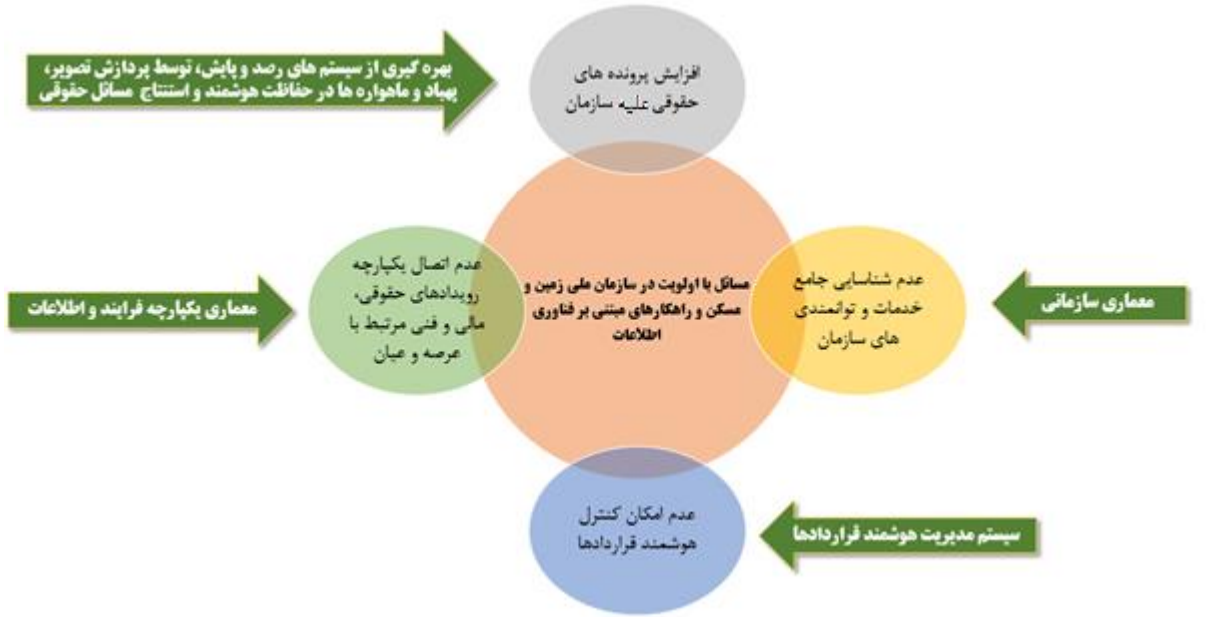 افزایش پرونده های
حقوقی علیه سازمان
بهره گیری از سیستم های رصد و پایش، توسط پردازش تصویر،
پهپاد و ماهواره ها در حفاظت هوشمند و استنتاج مسائل حقوقی
معماری سازمانی
عدم شناسایی جامع
خدمات و توانمندی
های سازمان
مسائل با اولویت در سازمان ملی زمین و
مسکن و راهکارهای مبتنی بر فناوری
اطلاعات
عدم اتصال یکپارچه
رویدادهای حقوقی،
مالی و فنی مرتبط با
عرصه و عیان
معماری یکپارچه فرایند و اطلاعات
عدم امکان کنترل
هوشمند قراردادها
سیستم مدیریت هوشمند قراردادها